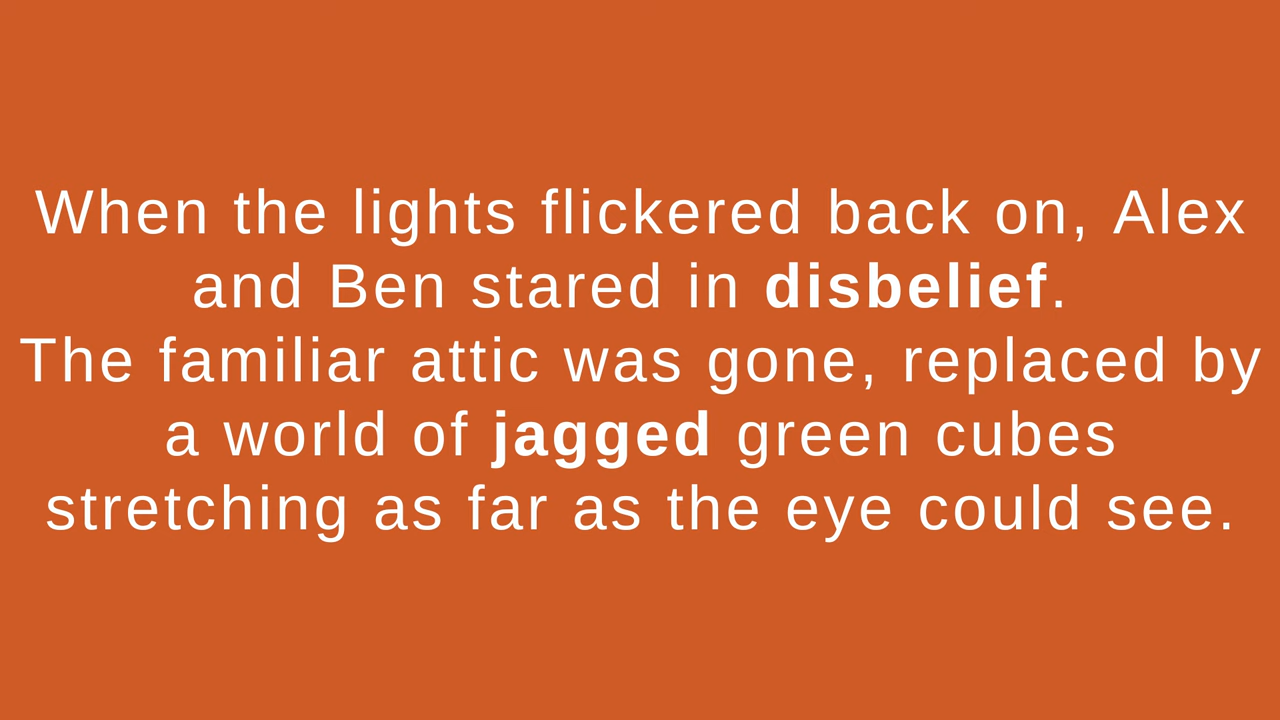 When the lights flickered back on, Alex
and Ben stared in disbelief.
The familiar attic was gone, replaced by
a world of jagged green cubes
stretching as far as the eye could see.